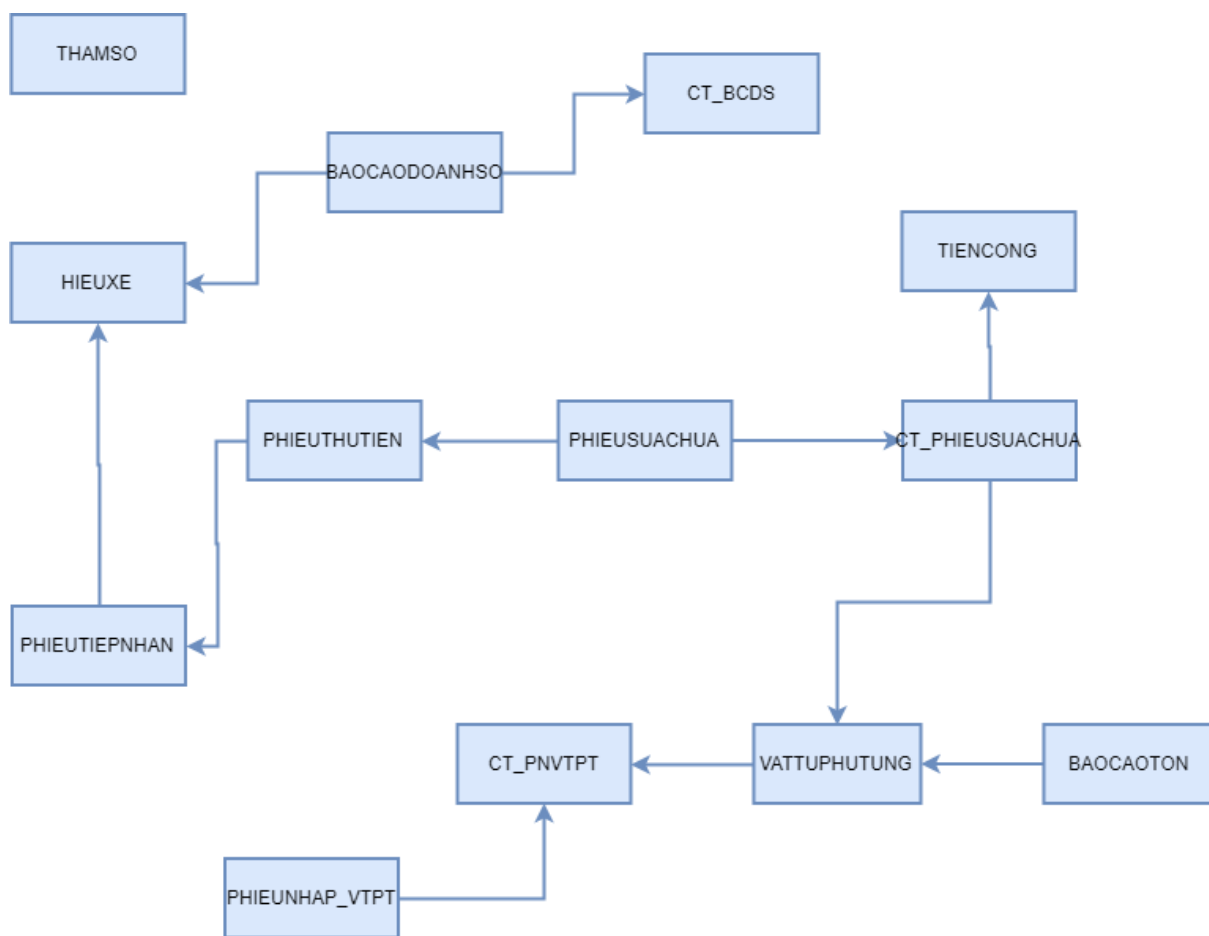 THAMSO
CT_BCDS
BAOCAODOANHSO
TIENCONG
HIEUXE
PHIEUTHUTIEN
PHIEUSUACHUA
CT_PHIEUSUACHUA
PHIEUTIEPNHAN
CT_PNVTPT
VATTUPHUTUNG
BAOCAOTON
PHIEUNHAP_VTPT